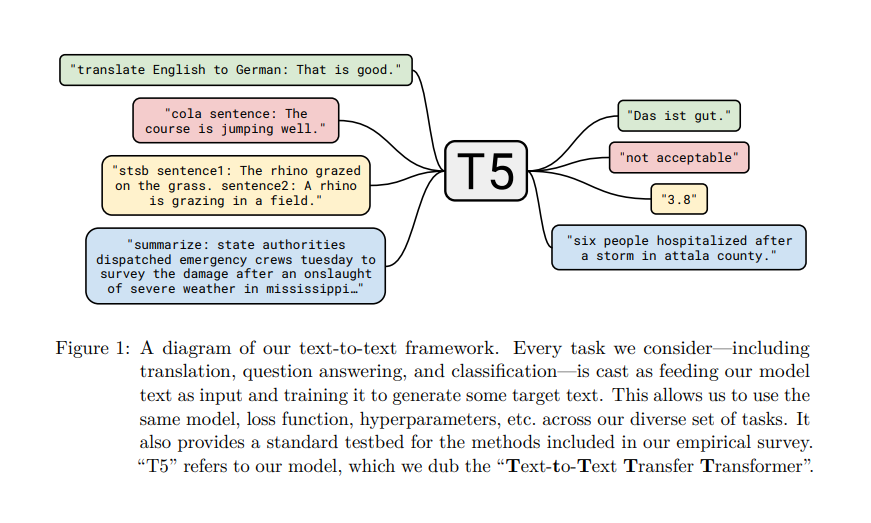 "translate English to German: That is good."
"cola sentence: The
course is jumping well."
"stsb sentence1: The rhino grazed
on the grass. sentence2: A rhino
is grazing in a field."
"summarize: state authorities
dispatched emergency crews tuesday to
survey the damage after an onslaught
of severe weather in mississippi…"
T5
"Das ist gut."
"not acceptable"
"3.8"
"six people hospitalized after
a storm in attala county."
Figure 1: A diagram of our text-to-text framework. Every task we consider—including
translation, question answering, and classification—is cast as feeding our model
text as input and training it to generate some target text. This allows us to use the
same model, loss function, hyperparameters, etc. across our diverse set of tasks. It
also provides a standard testbed for the methods included in our empirical survey.
“T5” refers to our model, which we dub the “Text-to-Text Transfer Transformer”.